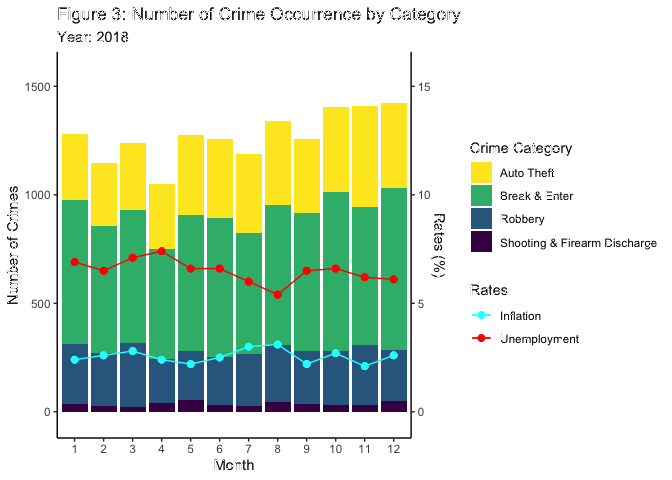 Figure 3: Number of Crime Occurrence by Category
Year: 2018
Number of Crimes
1500
1000
500
0
15
10
5
0
Rates (%)
1 2 3 4 5 6 7 8 9 10 11 12
Month
Crime Category
Auto Theft
Break & Enter
Robbery
Shooting & Firearm Discharge
Rates
Inflation
Unemployment